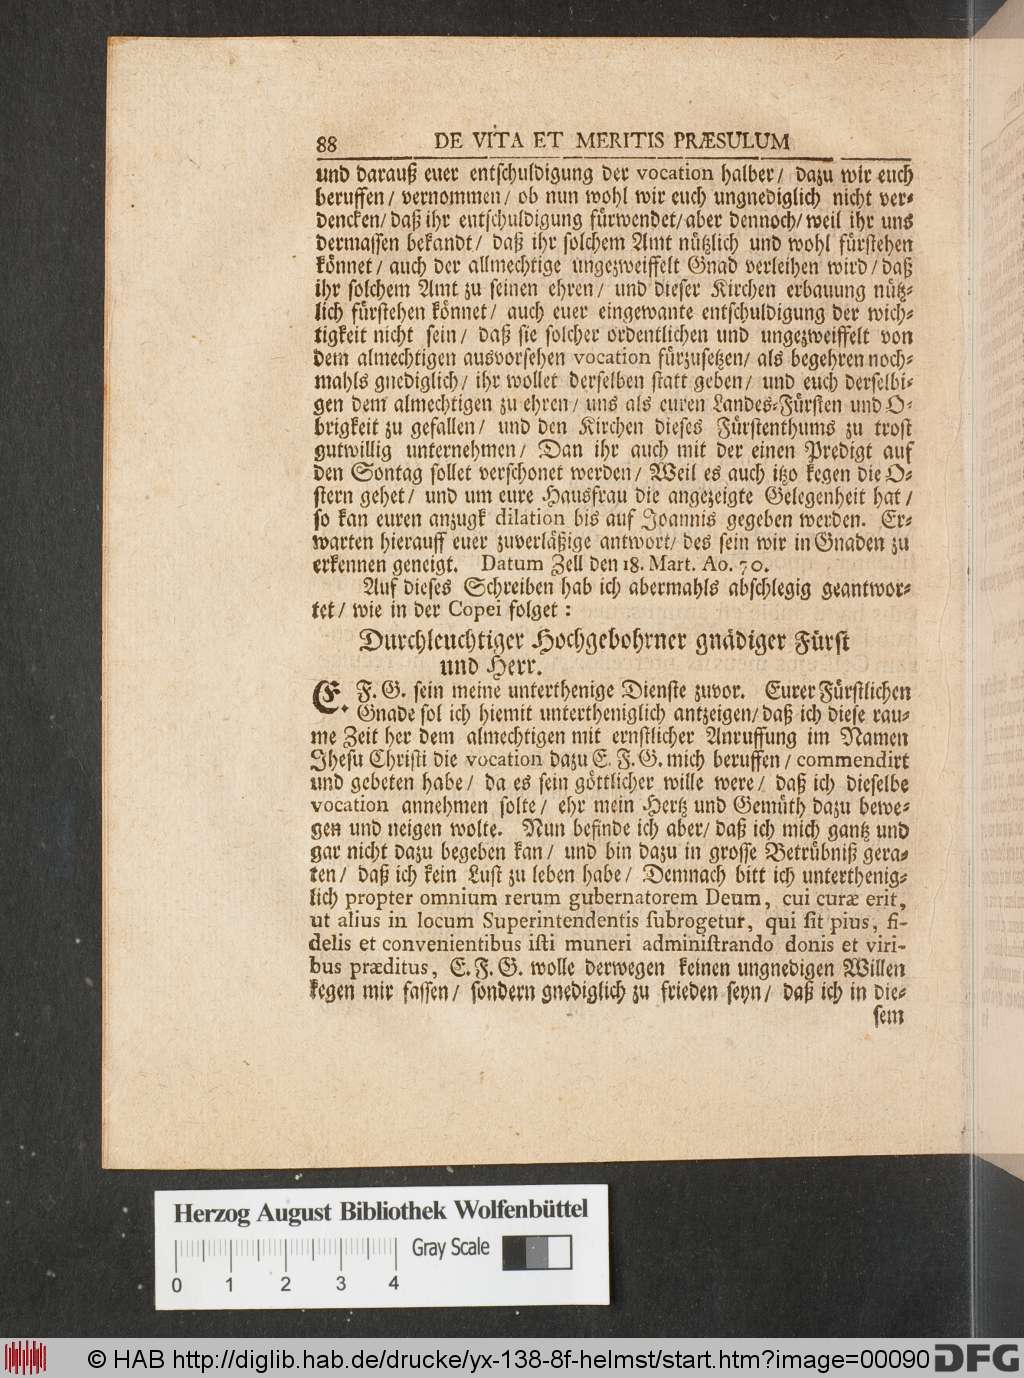 88 DE VITA ET MERITIS PRÆSULUM
und darauß euer entschuldigung der vocation halber/ dazu wir euch
beruffen/ vernommen/ ob nun wohl wir euch ungnediglich nicht ver-
dencken/ daß ihr entschuldigung fürwendet/ aber dennoch/ weil ihr uns
dermassen bekandt/ daß ihr solchem Amt nützlich und wohl fürstehen
könnet/ auch der allmechtige ungezweiffelt Gnad verleihen wird/ daß
ihr solchem Amt zu seinen ehren/ und dieser Kirchen erbauung nütz-
lich fürstehen könnet/ auch euer eingewante entschuldigung der wich-
tigkeit nicht sein/ daß sie solcher ordentlichen und ungezweiffelt von
dem almechtigen ausvorsehen vocation fürzusetzen/ als begehren noch-
mahls gnediglich/ ihr wollet derselben statt geben/ und euch derselbi-
gen dem almechtigen zu ehren/ uns als euren Landes-Fürsten und O-
brigkeit zu gefallen/ und den Kirchen dieses Fürstenthums zu trost
gutwillig unternehmen/ Dan ihr auch mit der einen Predigt auf
den Sontag sollet verschonet werden/ Weil es auch itzo kegen die O-
stern gehet/ und um eure Hausfrau die angezeigte Gelegenheit hat/
so kan euren anzugk dilation bis auf Joannis gegeben werden. Er-
warten hierauff euer zuverläßige antwort/ des sein wir in Gnaden zu
erkennen geneigt. Datum Zell den 18. Mart. Ao. 70.
Auf dieses Schreiben hab ich abermahls abschlegig geantwor-
tet/ wie in der Copei folget:
Durchleuchtiger Hochgebohrner gnädiger Fürst
und Herr.
E. F. G. sein meine unterthenige Dienste zuvor. Eurer Fürstlichen
Gnade sol ich hiemit untertheniglich antzeigen/ daß ich diese rau-
me Zeit her dem almechtigen mit ernstlicher Anruffung im Namen
Jhesu Christi die vocation dazu E. F. G. mich beruffen/ commendirt
und gebeten habe/ da es sein göttlicher wille were/ daß ich dieselbe
vocation annehmen solte/ ehr mein Hertz und Gemüth dazu bewe-
gen und neigen wolte. Nun befinde ich aber/ daß ich mich gantz und
gar nicht dazu begeben kan/ und bin dazu in grosse Betrübniß gera-
ten/ daß ich kein Lust zu leben habe/ Demnach bitt ich unterthenig-
lich propter omnium rerum gubernatorem Deum, cui curæ erit,
ut alius in locum Superintendentis subrogetur, qui sit pius, fi-
delis et convenientibus isti muneri administrando donis et viri-
bus præditus, E. F. G. wolle derwegen keinen ungnedigen Willen
kegen mir fassen/ sondern gnediglich zu frieden seyn/ daß ich in die-
sem
Herzog August Bibliothek Wolfenbüttel
Gray Scale
0 1 2 3 4
© HAB http://diglib.hab.de/drucke/yx-138-8f-helmst/start.htm?image=00090 DFG